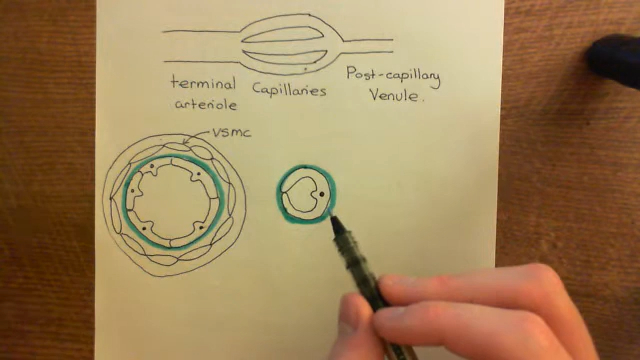 terminal
arteriole
Capillaries
Post-capillary
Venule.
VSMC